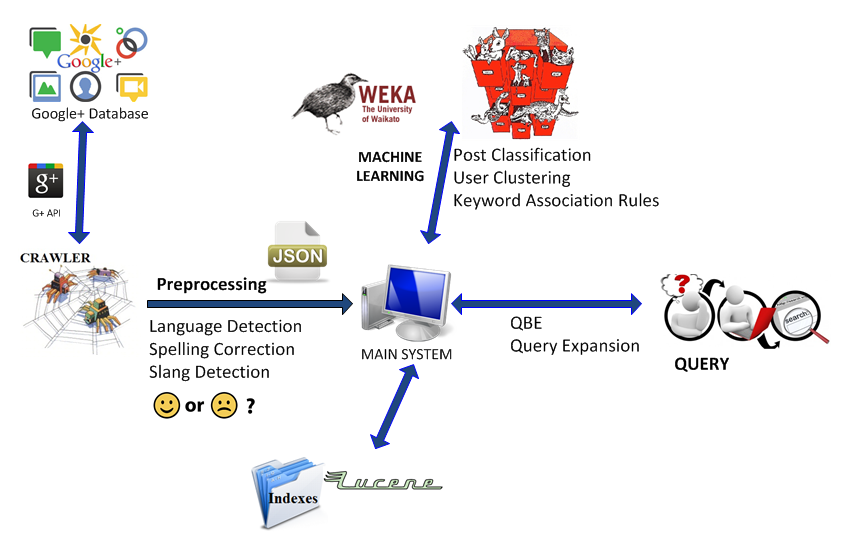 Google+
Google+ Database
g+
G+ API
CRAWLER
WEKA
The University
of Waikato
MACHINE
LEARNING
Post Classification
User Clustering
Keyword Association Rules
JSON
Preprocessing
Language Detection
Spelling Correction
Slang Detection
or ?
MAIN SYSTEM
QBE
Query Expansion
?
search:
QUERY
Indexes
Lucene